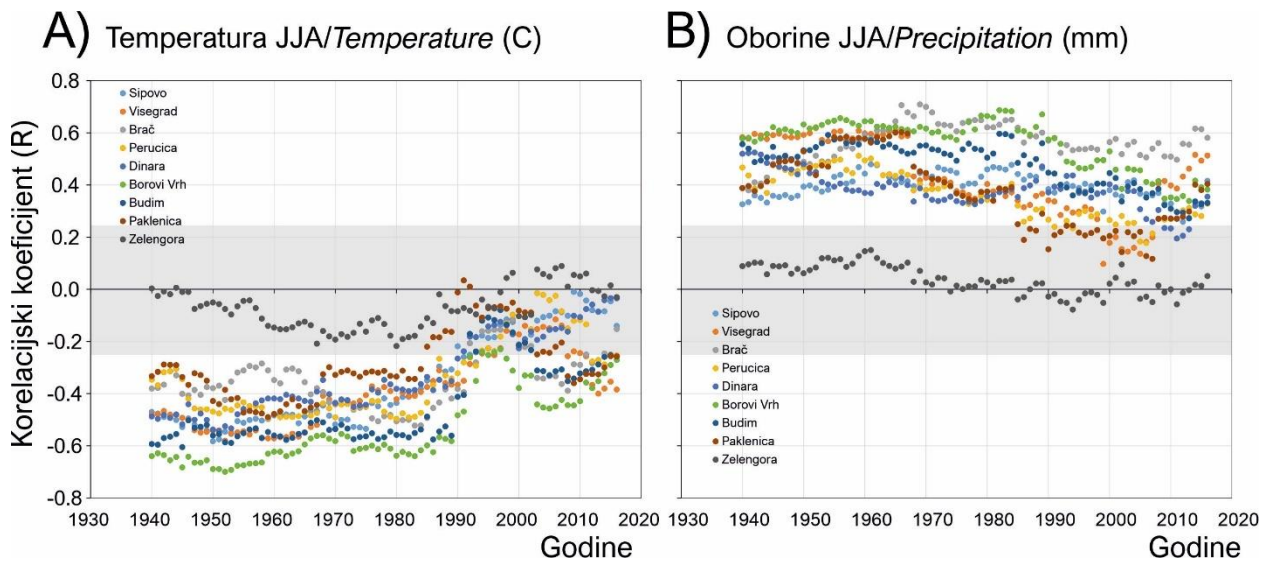 A) Temperatura JJA/Temperature (C)
B) Oborine JJA/Precipitation (mm)
Korelacijski koeficijent (R)
0.8
0.6
0.4
0.2
0.0
-0.2
-0.4
-0.6
-0.8
Sipovo
Visegrad
Brač
Perucica
Dinara
Borovi Vrh
Budim
Paklenica
Zelengora
1930 1940 1950 1960 1970 1980 1990 2000 2010 2020
Godine
Sipovo
Visegrad
Brač
Perucica
Dinara
Borovi Vrh
Budim
Paklenica
Zelengora
1930 1940 1950 1960 1970 1980 1990 2000 2010 2020
Godine